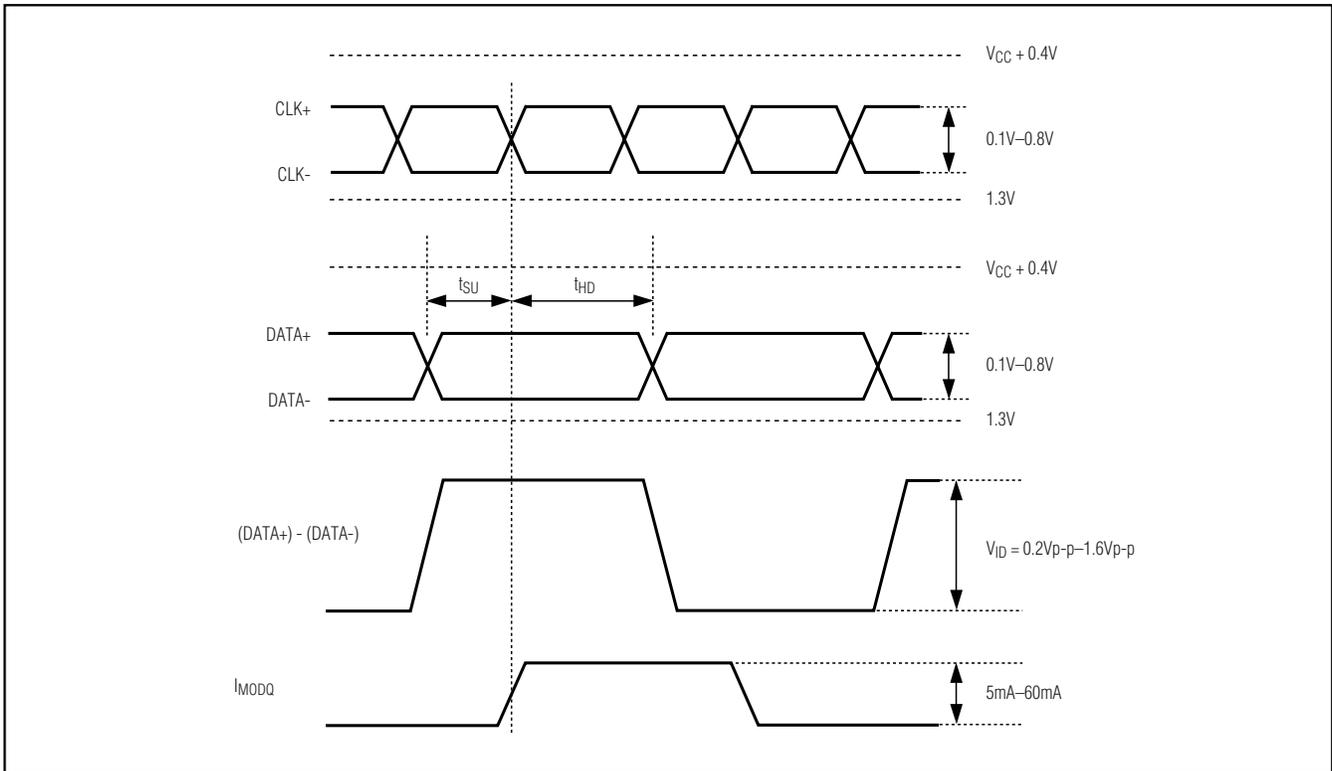 VCC + 0.4V
CLK+
0.1V–0.8V
CLK-
1.3V
VCC + 0.4V
tSU
tHD
DATA+
0.1V–0.8V
DATA-
1.3V
(DATA+) - (DATA-)
VID = 0.2Vp-p–1.6Vp-p
IMODQ
5mA–60mA